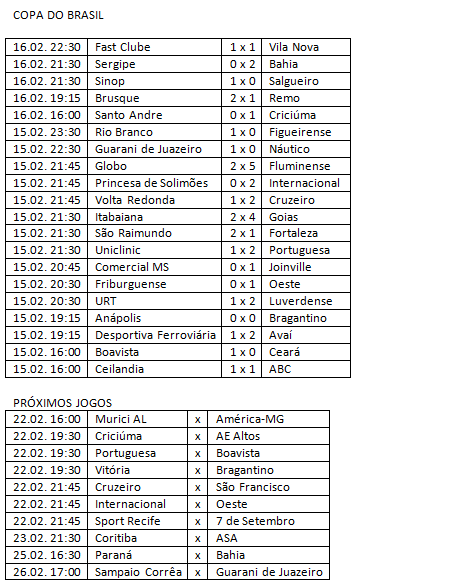 COPA DO BRASIL
16.02. 22:30 Fast Clube 1 x 1 Vila Nova
16.02. 21:30 Sergipe 0 x 2 Bahia
16.02. 21:30 Sinop 1 x 0 Salgueiro
16.02. 19:15 Brusque 2 x 1 Remo
16.02. 16:00 Santo Andre 0 x 1 Criciúma
15.02. 23:30 Rio Branco 1 x 0 Figueirense
15.02. 22:30 Guarani de Juazeiro 1 x 0 Náutico
15.02. 21:45 Globo 2 x 5 Fluminense
15.02. 21:45 Princesa de Solimões 0 x 2 Internacional
15.02. 21:45 Volta Redonda 1 x 2 Cruzeiro
15.02. 21:30 Itabaiana 2 x 4 Goias
15.02. 21:30 São Raimundo 2 x 1 Fortaleza
15.02. 21:30 Uniclinic 1 x 2 Portuguesa
15.02. 20:45 Comercial MS 0 x 1 Joinville
15.02. 20:30 Friburguense 0 x 1 Oeste
15.02. 20:30 URT 1 x 2 Luverdense
15.02. 19:15 Anápolis 0 x 0 Bragantino
15.02. 19:15 Desportiva Ferroviária 1 x 2 Avaí
15.02. 16:00 Boavista 1 x 0 Ceará
15.02. 16:00 Ceilandia 1 x 1 ABC
PRÓXIMOS JOGOS
22.02. 16:00 Murici AL x América-MG
22.02. 19:30 Criciúma x AE Altos
22.02. 19:30 Portuguesa x Boavista
22.02. 19:30 Vitória x Bragantino
22.02. 21:45 Cruzeiro x São Francisco
22.02. 21:45 Internacional x Oeste
22.02. 21:45 Sport Recife x 7 de Setembro
23.02. 21:30 Coritiba x ASA
25.02. 16:30 Paraná x Bahia
26.02. 17:00 Sampaio Corrêa x Guarani de Juazeiro